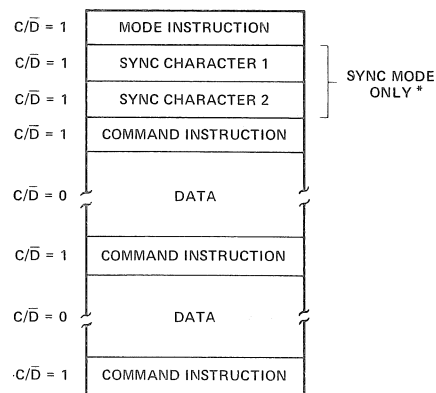 C/D̅ = 1 MODE INSTRUCTION
C/D̅ = 1 SYNC CHARACTER 1
SYNC MODE
ONLY *
C/D̅ = 1 SYNC CHARACTER 2
C/D̅ = 1 COMMAND INSTRUCTION
C/D̅ = 0 DATA
C/D̅ = 1 COMMAND INSTRUCTION
C/D̅ = 0 DATA
C/D̅ = 1 COMMAND INSTRUCTION